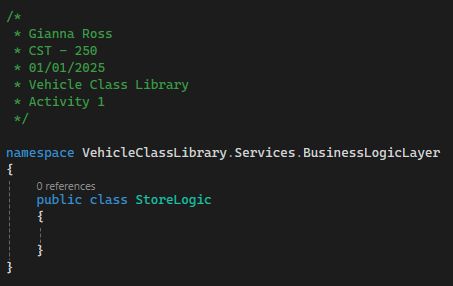 /*
 * Gianna Ross
 * CST - 250
 * 01/01/2025
 * Vehicle Class Library
 * Activity 1
 */
namespace VehicleClassLibrary.Services.BusinessLogicLayer
{
    0 references
    public class StoreLogic
    {
    }
}